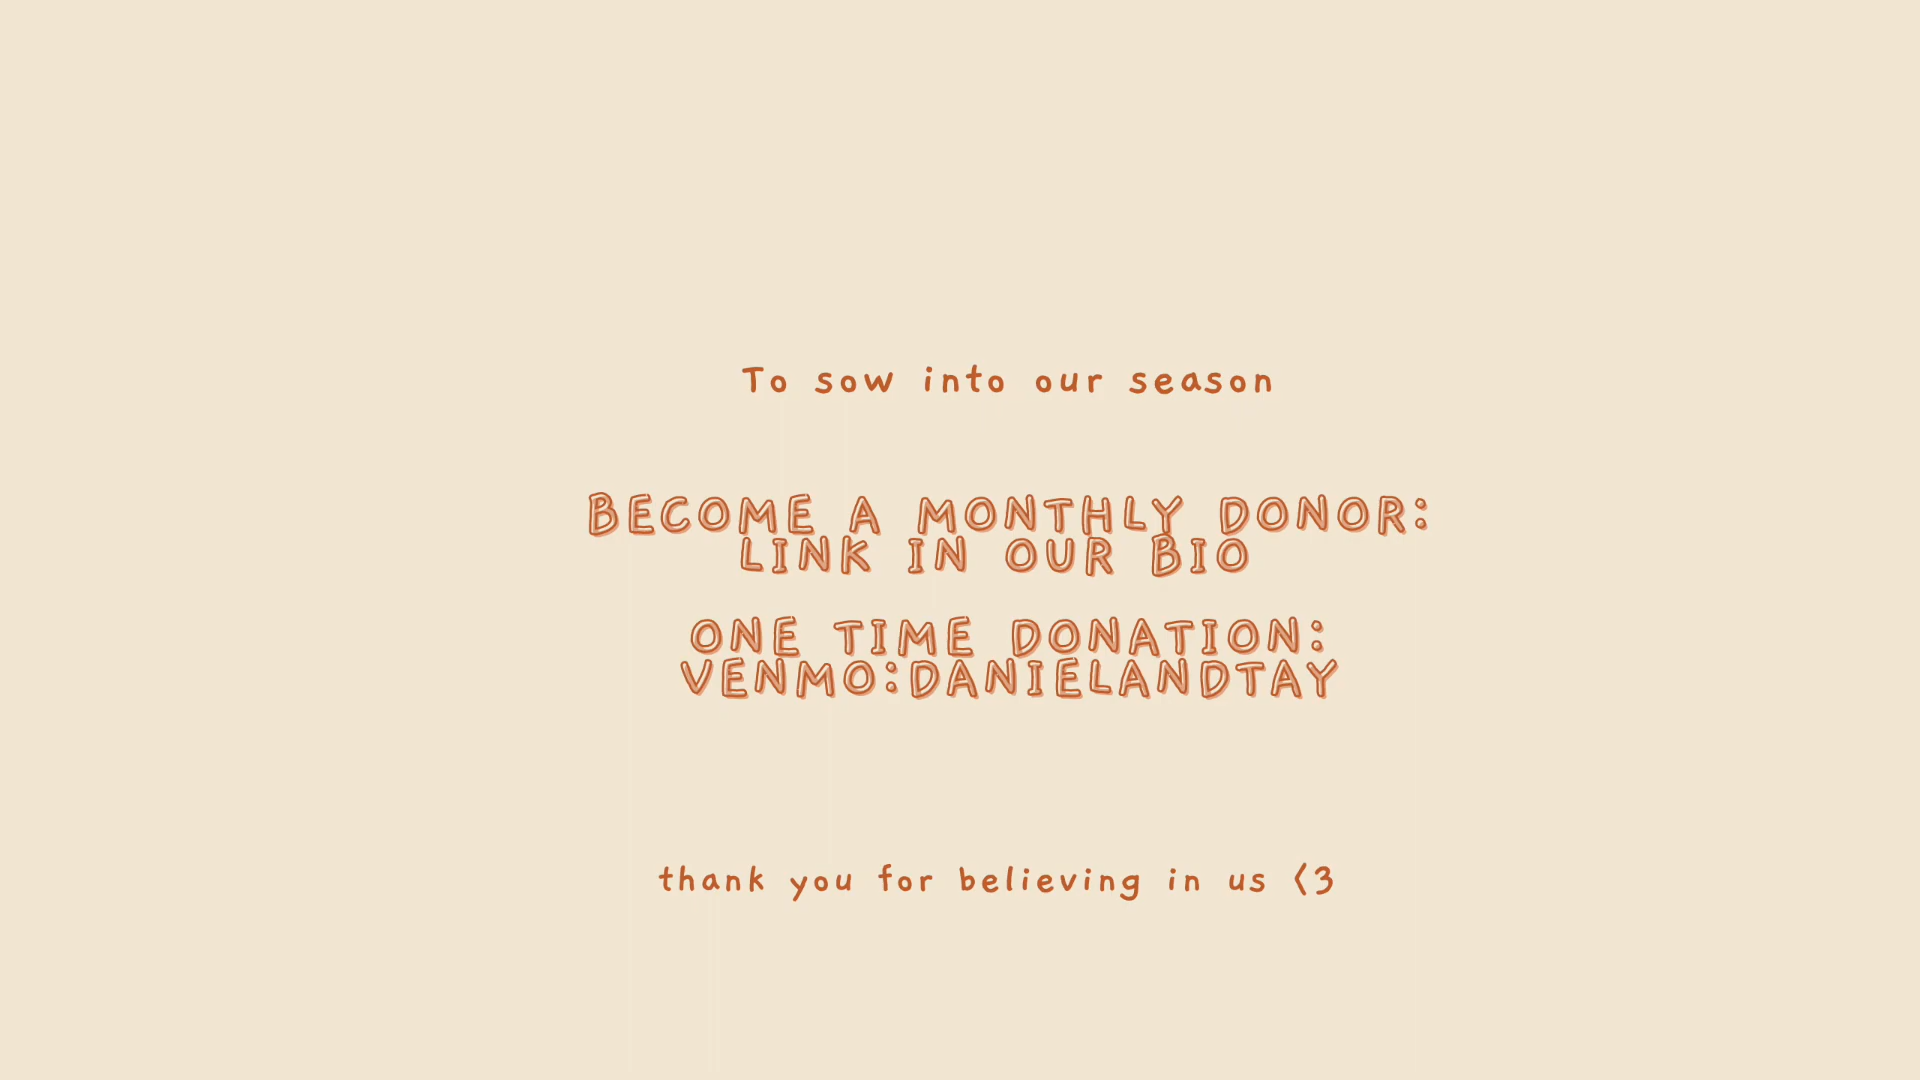 To sow into our season
BECOME A MONTHLY DONOR:
LINK IN OUR BIO
ONE TIME DONATION:
VENMO:DANIELANDTAY
thank you for believing in us <3